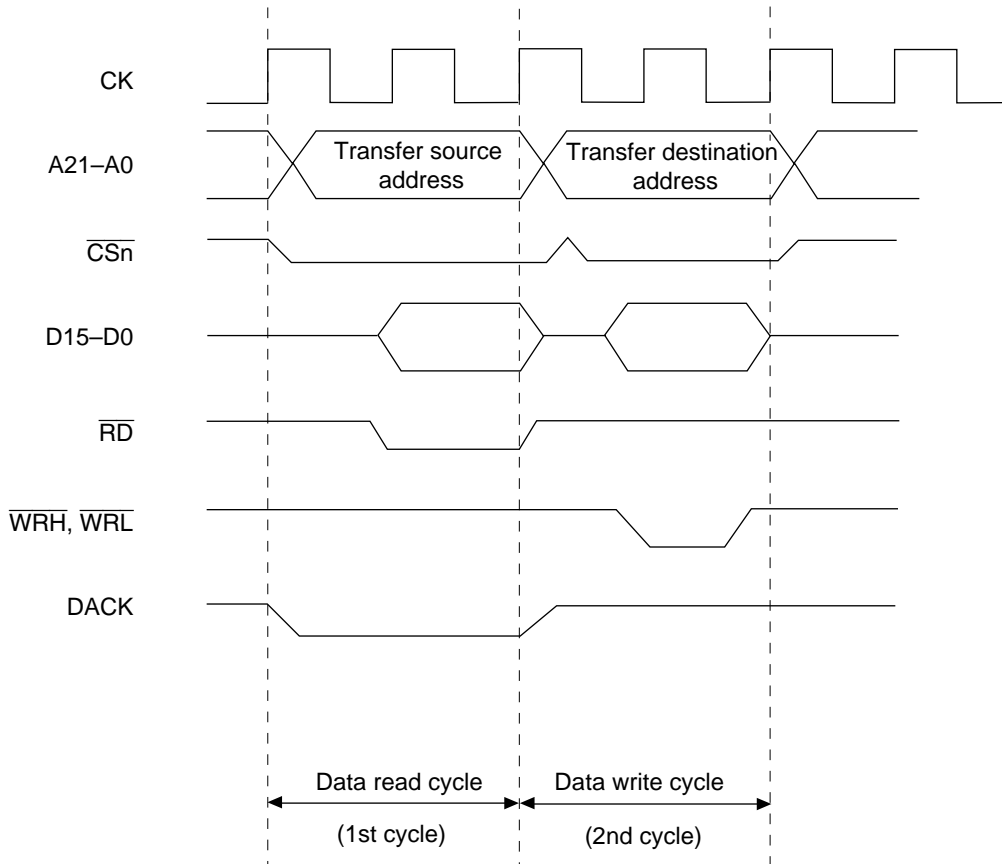 CK
A21–A0
Transfer source
address
Transfer destination
address
CSn
D15–D0
RD
WRH, WRL
DACK
Data read cycle
(1st cycle)
Data write cycle
(2nd cycle)